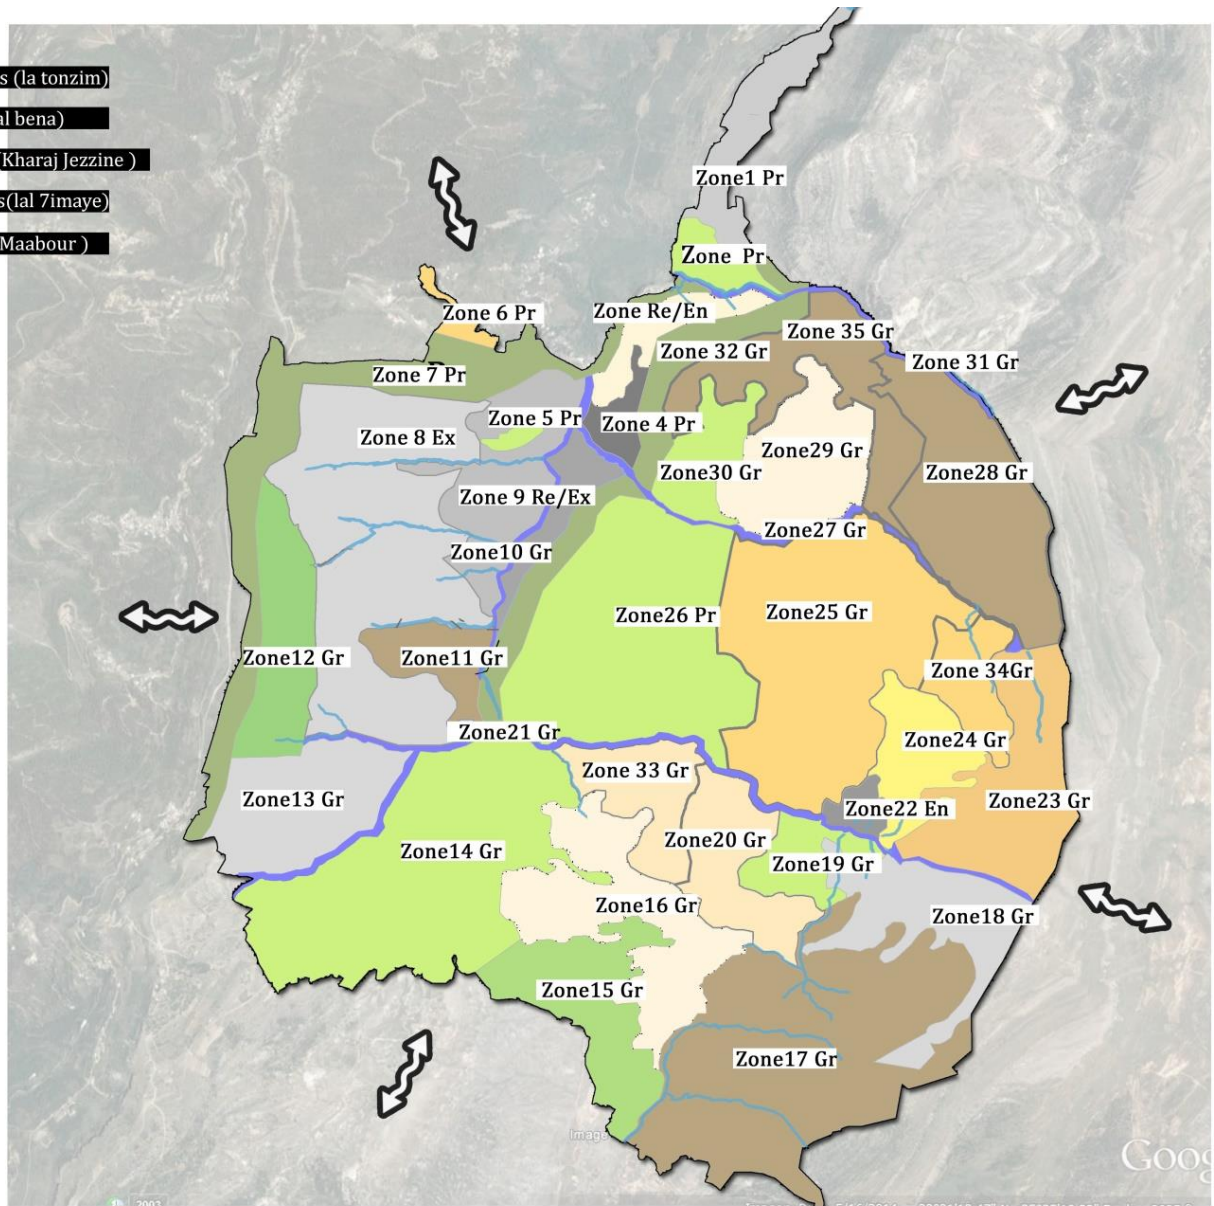 s (la tonzim)
al bena)
(Kharaj Jezzine )
s(lal 7imaye)
Maabour )
Zone1 Pr
Zone Pr
Zone 6 Pr
Zone Re/En
Zone 35 Gr
Zone 32 Gr
Zone 31 Gr
Zone 7 Pr
Zone 5 Pr
Zone 4 Pr
Zone 8 Ex
Zone29 Gr
Zone30 Gr
Zone28 Gr
Zone 9 Re/Ex
Zone27 Gr
Zone10 Gr
Zone26 Pr
Zone25 Gr
Zone12 Gr
Zone11 Gr
Zone 34Gr
Zone21 Gr
Zone24 Gr
Zone 33 Gr
Zone13 Gr
Zone22 En
Zone23 Gr
Zone20 Gr
Zone14 Gr
Zone19 Gr
Zone16 Gr
Zone18 Gr
Zone15 Gr
Zone17 Gr
Image
Goog
2002